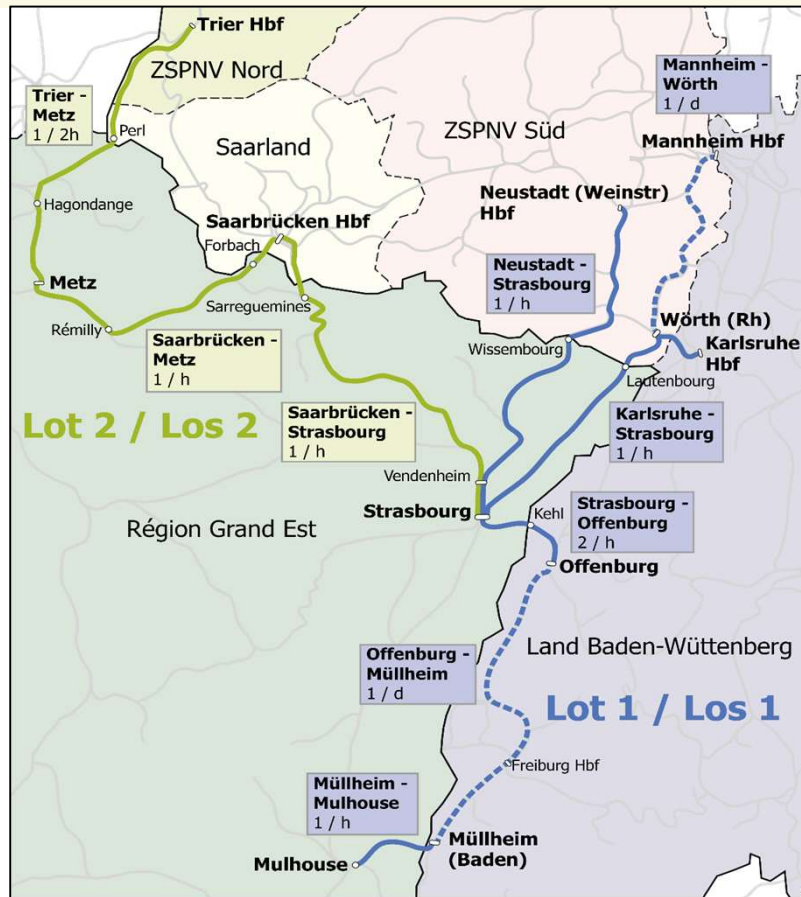 Trier Hbf
ZSPNV Nord
Trier -
Metz
1 / 2h
Perl
Saarland
ZSPNV Süd
Mannheim -
Wörth
1 / d
Mannheim Hbf
Hagondange
Saarbrücken Hbf
Neustadt (Weinstr)
Hbf
Forbach
Metz
Neustadt -
Strasbourg
1 / h
Sarreguemines
Rémilly
Wissembourg
Wörth (Rh)
Karlsruhe
Hbf
Saarbrücken -
Metz
1 / h
Lautenbourg
Lot 2 / Los 2
Saarbrücken -
Strasbourg
1 / h
Karlsruhe -
Strasbourg
1 / h
Vendenheim
Strasbourg
Kehl
Strasbourg -
Offenburg
2 / h
Région Grand Est
Offenburg
Offenburg -
Müllheim
1 / d
Land Baden-Wüttenberg
Lot 1 / Los 1
Freiburg Hbf
Müllheim -
Mulhouse
1 / h
Müllheim
(Baden)
Mulhouse